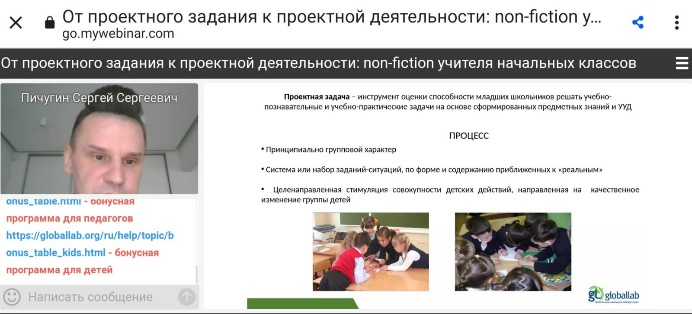 От проектного задания к проектной деятельности: non-fiction у...
go.mywebinar.com
От проектного задания к проектной деятельности: non-fiction учителя начальных классов
Пичугин Сергей Сергеевич
onus_table.html - бонусная
программа для педагогов
https://globallab.org/ru/help/topic/b
onus_table_kids.html - бонусная
программа для детей
Написать сообщение
Проектная задача – инструмент оценки способности младших школьников решать учебно-
познавательные и учебно-практические задачи на основе сформированных предметных знаний и УУД
ПРОЦЕСС
• Принципиально групповой характер
• Система или набор заданий-ситуаций, по форме и содержанию приближенных к «реальным»
• Целенаправленная стимуляция совокупности детских действий, направленная на качественное
изменение группы детей
globallab